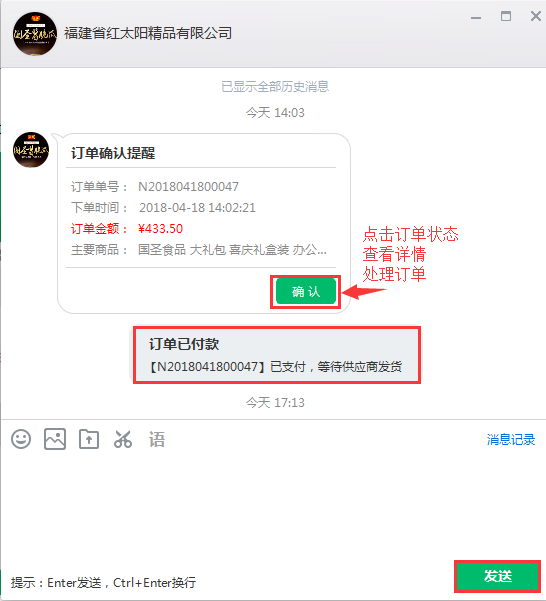 福建省红太阳精品有限公司
已显示全部历史消息
今天 14:03
订单确认提醒
订单单号： N2018041800047
下单时间： 2018-04-18 14:02:21
订单金额： ¥433.50
主要商品： 国圣食品 大礼包 喜庆礼盒装 办公...
确 认
点击订单状态
查看详情
处理订单
订单已付款
【N2018041800047】已支付，等待供应商发货
今天 17:13
语
消息记录
提示：Enter发送，Ctrl+Enter换行
发送